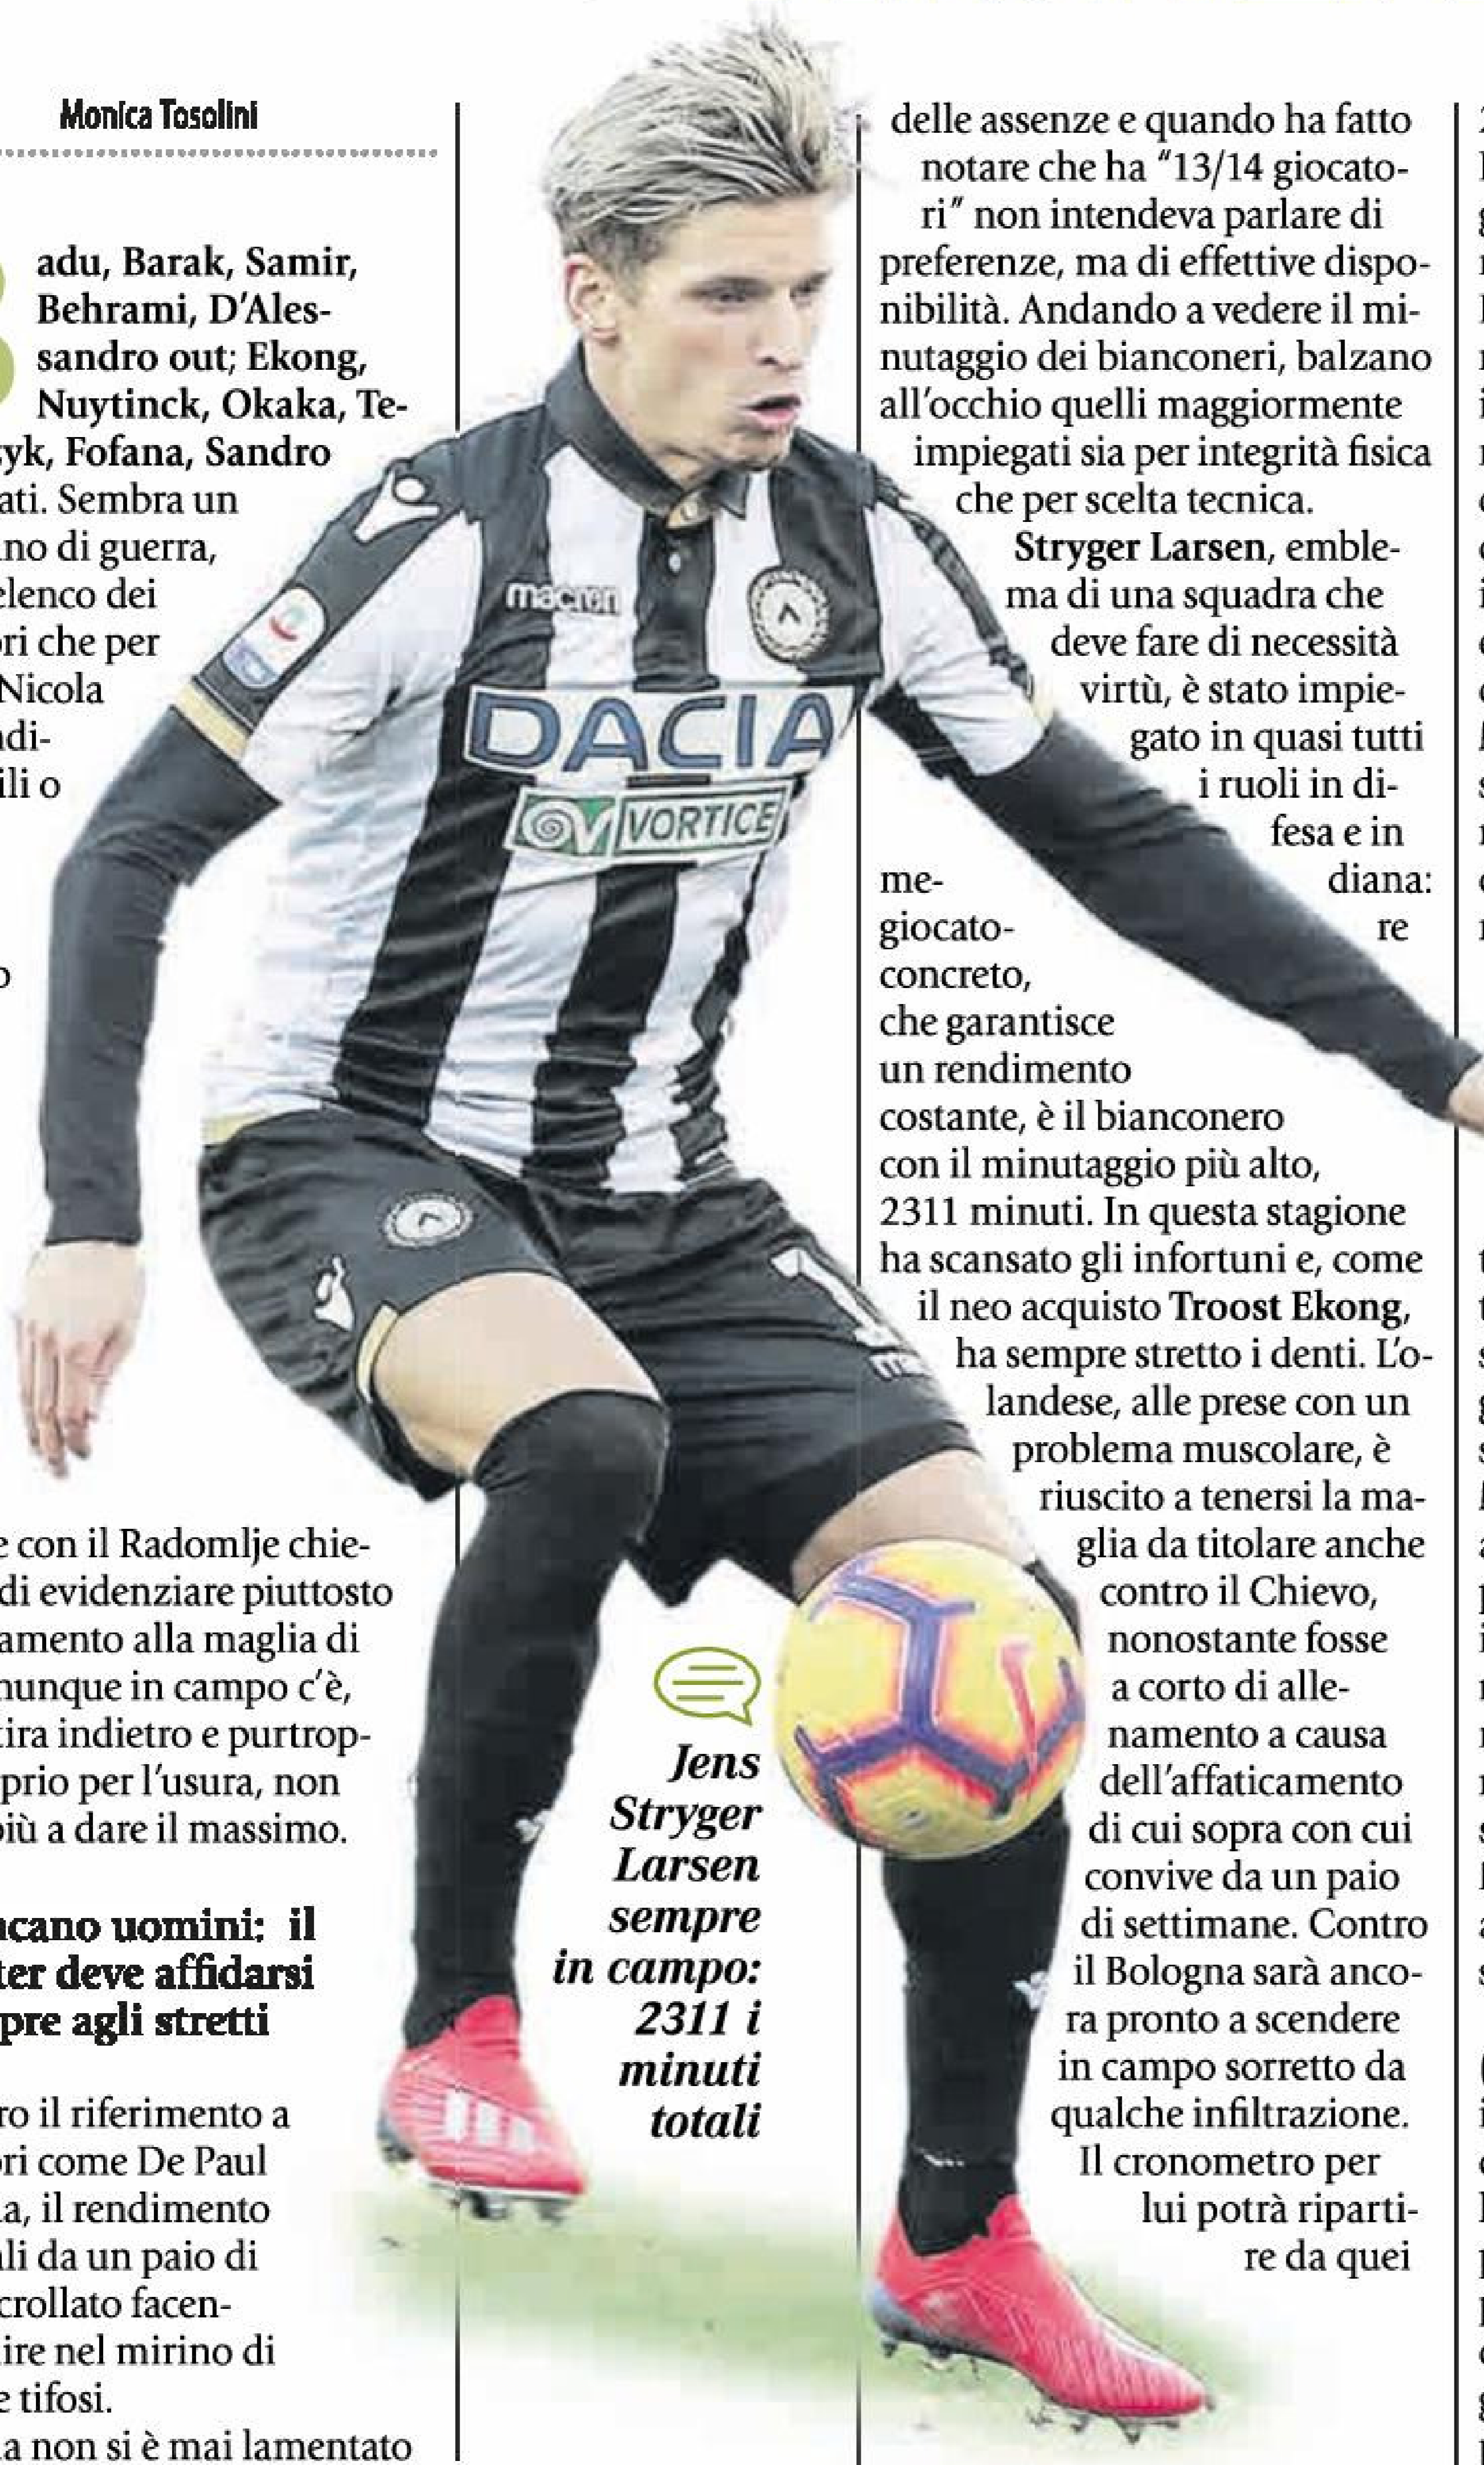 Monica Tosolini
adu, Barak, Samir,
Behrami, D'Ales-
sandro out; Ekong,
Nuytinck, Okaka, Te-
zyk, Fofana, Sandro
ati. Sembra un
ino di guerra,
elenco dei
ori che per
Nicola
ndi-
ili o
o
e con il Radomlje chie-
di evidenziare piuttosto
amento alla maglia di
nunque in campo c'è,
tira indietro e purtrop-
prio per l'usura, non
più a dare il massimo.
ncano uomini: il
ter deve affidarsi
pre agli stretti
ro il riferimento a
ori come De Paul
a, il rendimento
ali da un paio di
crollato facen-
ire nel mirino di
e tifosi.
a non si è mai lamentato
macron
DACIA
VORTICE
Jens
Stryger
Larsen
sempre
in campo:
2311 i
minuti
totali
delle assenze e quando ha fatto
notare che ha "13/14 giocato-
ri" non intendeva parlare di
preferenze, ma di effettive dispo-
nibilità. Andando a vedere il mi-
nutaggio dei bianconeri, balzano
all'occhio quelli maggiormente
impiegati sia per integrità fisica
che per scelta tecnica.
Stryger Larsen, emble-
ma di una squadra che
deve fare di necessità
virtù, è stato impie-
gato in quasi tutti
i ruoli in di-
fesa e in
me- diana:
giocato- re
concreto,
che garantisce
un rendimento
costante, è il bianconero
con il minutaggio più alto,
2311 minuti. In questa stagione
ha scansato gli infortuni e, come
il neo acquisto Troost Ekong,
ha sempre stretto i denti. L'o-
landese, alle prese con un
problema muscolare, è
riuscito a tenersi la ma-
glia da titolare anche
contro il Chievo,
nonostante fosse
a corto di alle-
namento a causa
dell'affaticamento
di cui sopra con cui
convive da un paio
di settimane. Contro
il Bologna sarà anco-
ra pronto a scendere
in campo sorretto da
qualche infiltrazione.
Il cronometro per
lui potrà riparti-
re da quei